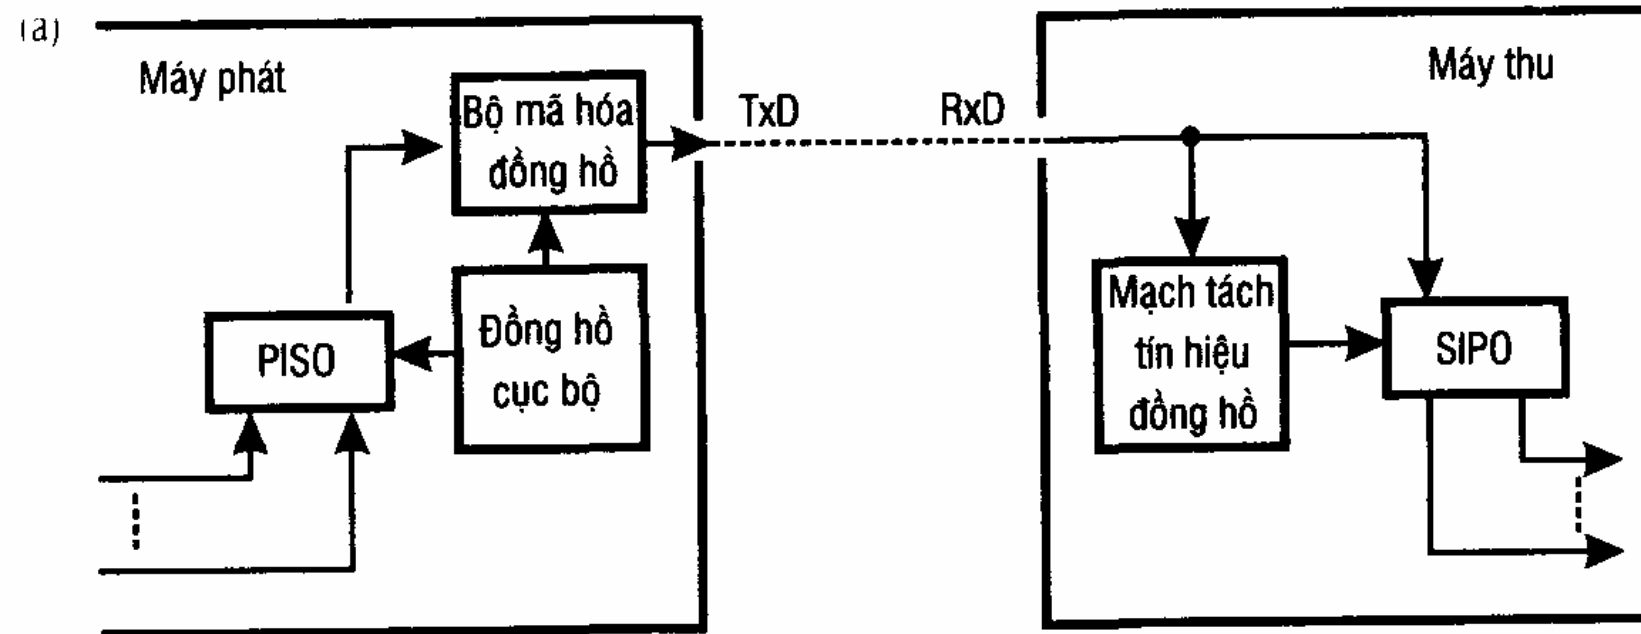 (a)
Máy phát
Bộ mã hóa
đồng hồ
TxD
RxD
Máy thu
PISO
Đồng hồ
cục bộ
Mạch tách
tín hiệu
đồng hồ
SIPO